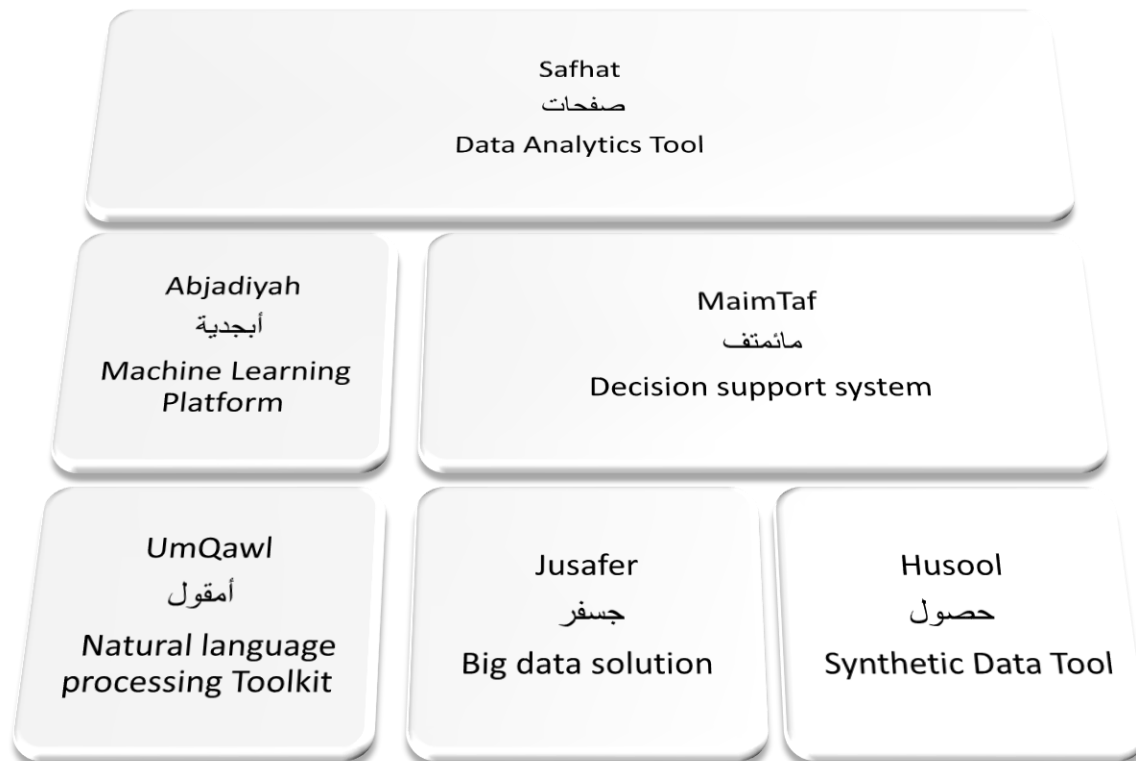 Safhat
صفحات
Data Analytics Tool
Abjadiyah
أبجدية
Machine Learning
Platform
MaimTaf
مائمتف
Decision support system
UmQawl
أمقول
Natural language
processing Toolkit
Jusafer
جسفر
Big data solution
Husool
حصول
Synthetic Data Tool